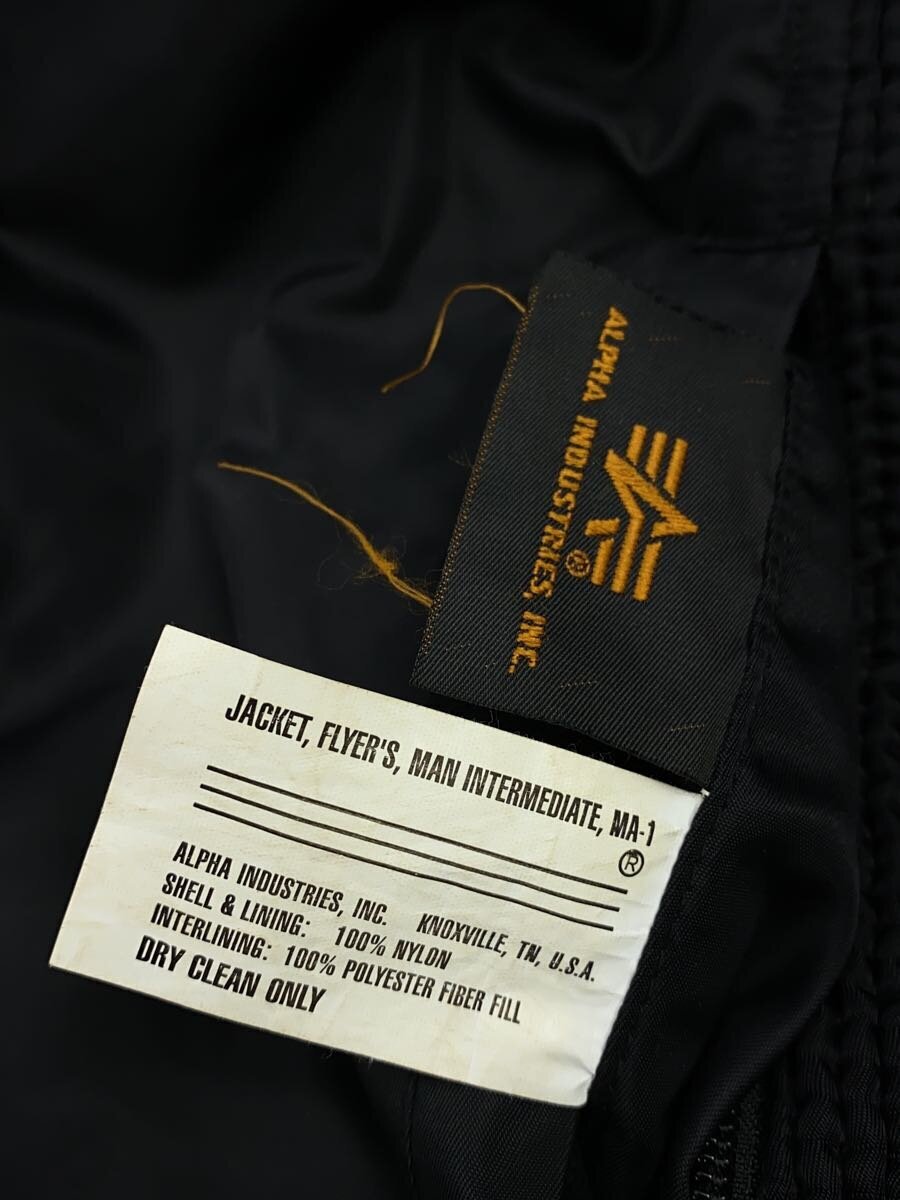 ALPHA INDUSTRIES, INC.
®
JACKET, FLYER'S, MAN INTERMEDIATE, MA-1
®
ALPHA INDUSTRIES, INC. KNOXVILLE, TN, U.S.A.
SHELL & LINING: 100% NYLON
INTERLINING: 100% POLYESTER FIBER FILL
DRY CLEAN ONLY